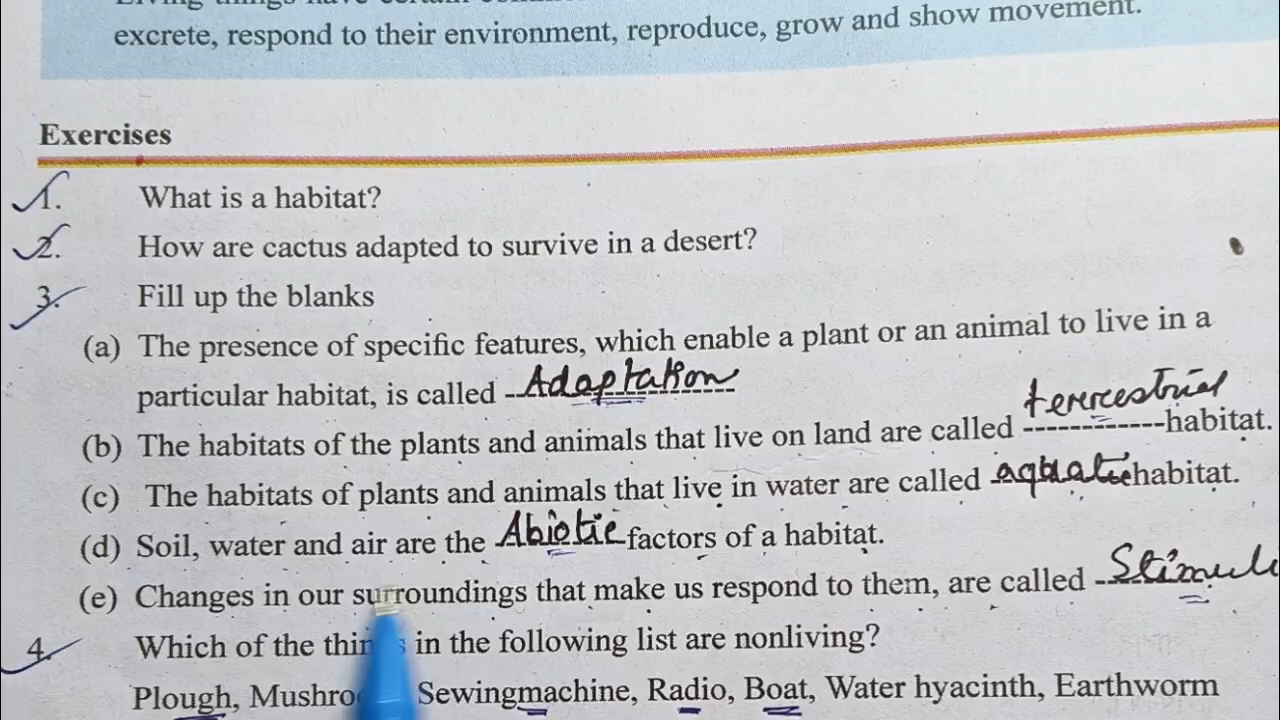 excrete, respond to their environment, reproduce, grow and show movement.
Exercises
1. What is a habitat?
2. How are cactus adapted to survive in a desert?
3. Fill up the blanks
(a) The presence of specific features, which enable a plant or an animal to live in a
particular habitat, is called Adaptation
(b) The habitats of the plants and animals that live on land are called terrestrial habitat.
(c) The habitats of plants and animals that live in water are called aquatic habitat.
(d) Soil, water and air are the Abiotic factors of a habitat.
(e) Changes in our surroundings that make us respond to them, are called Stimuli
4. Which of the things in the following list are nonliving?
Plough, Sewingmachine, Radio, Boat, Water hyacinth, Earthworm